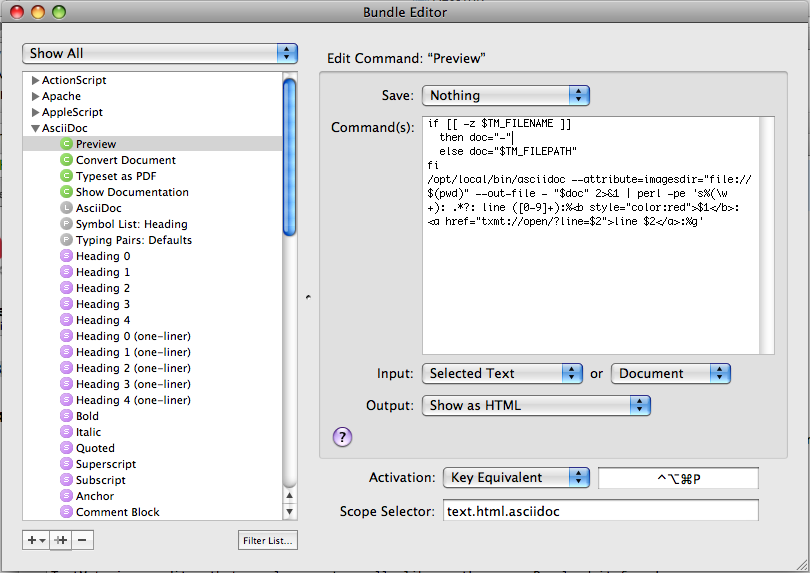 Bundle Editor
Show All
ActionScript
Apache
AppleScript
AsciiDoc
C Preview
C Convert Document
C Typeset as PDF
C Show Documentation
L AsciiDoc
P Symbol List: Heading
P Typing Pairs: Defaults
S Heading 0
S Heading 1
S Heading 2
S Heading 3
S Heading 4
S Heading 0 (one-liner)
S Heading 1 (one-liner)
S Heading 2 (one-liner)
S Heading 3 (one-liner)
S Heading 4 (one-liner)
S Bold
S Italic
S Quoted
S Superscript
S Subscript
S Anchor
S Comment Block
Filter List...
Edit Command: “Preview”
Save: Nothing
Command(s):
if [[ -z $TM_FILENAME ]]
then doc="-"
else doc="$TM_FILEPATH"
fi
/opt/local/bin/asciidoc --attribute=imagesdir="file://
$(pwd)" --out-file - "$doc" 2>&1 | perl -pe 's%(\w
+): .*?: line ([0-9]+):%<b style="color:red">$1</b>:
<a href="txmt://open/?line=$2">line $2</a>:%g'
Input: Selected Text or Document
Output: Show as HTML
?
Activation: Key Equivalent ^⌥⌘P
Scope Selector: text.html.asciidoc